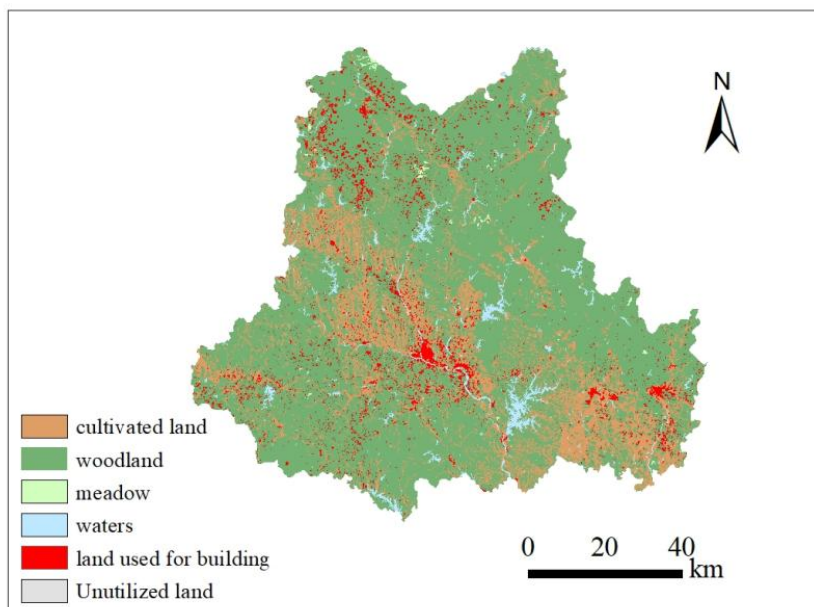 N
cultivated land
woodland
meadow
waters
land used for building
Unutilized land
0 20 40
km